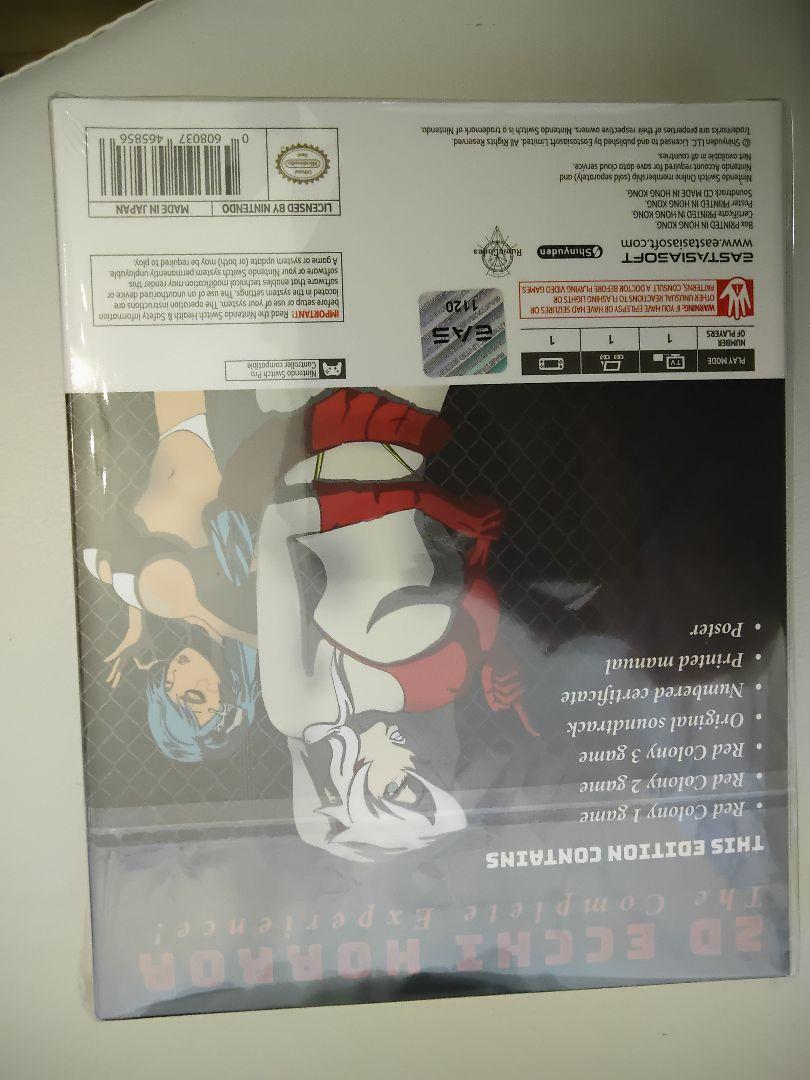 2D ECCHI HORROR
The Complete Experience!
THIS EDITION CONTAINS
• Red Colony 1 game
• Red Colony 2 game
• Red Colony 3 game
• Original soundtrack
• Numbered certificate
• Printed manual
• Poster
PLAY MODE
TV
NUMBER
OF PLAYERS
1
1
1
EAS
1120
Nintendo Switch Pro
Controller compatible
WARNING: IF YOU HAVE EPILEPSY OR HAVE HAD SEIZURES OR
OTHER UNUSUAL REACTIONS TO FLASHING LIGHTS OR
PATTERNS, CONSULT A DOCTOR BEFORE PLAYING VIDEO GAMES.
IMPORTANT! Read the Nintendo Switch Health & Safety Information
before setup or use of your system. The operation instructions are
located in the system settings. The use of an unauthorized device or
software that enables technical modification may render this
software or your Nintendo Switch system permanently unplayable.
A game or system update (or both) may be required to play.
EASTASIASOFT
www.eastasiasoft.com
Shinyuden
RunicCodes
Box PRINTED IN HONG KONG.
Certificate PRINTED IN HONG KONG.
Poster PRINTED IN HONG KONG.
Soundtrack CD MADE IN HONG KONG.
Nintendo Switch Online membership (sold separately) and
Nintendo Account required for save data cloud service.
Not available in all countries.
© Shinyuden LLC Licensed to and published by Eastasiasoft Limited. All Rights Reserved.
Trademarks are properties of their respective owners. Nintendo Switch is a trademark of Nintendo.
LICENSED BY NINTENDO
MADE IN JAPAN
Official
Nintendo
Seal
0 608037 465856